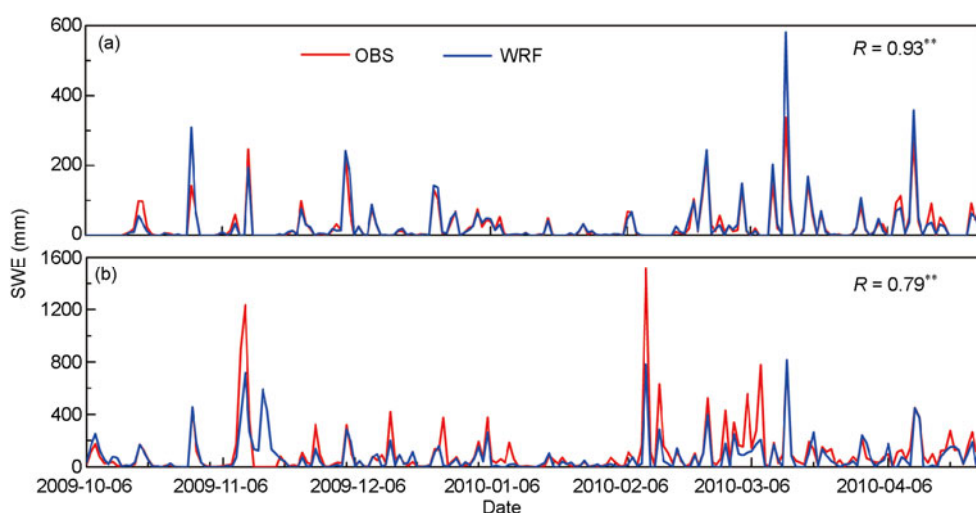 600
(a)
OBS
WRF
R = 0.93**
400
200
0
SWE (mm)
1600
(b)
R = 0.79**
1200
800
400
0
2009-10-06
2009-11-06
2009-12-06
2010-01-06
2010-02-06
2010-03-06
2010-04-06
Date